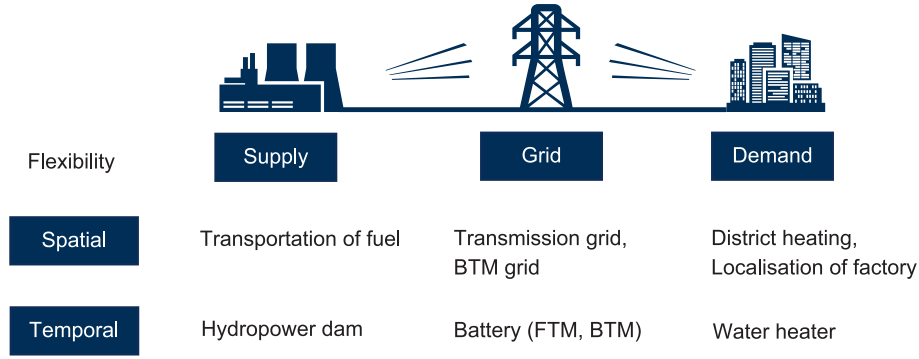 Flexibility
Supply
Grid
Demand
Spatial
Transportation of fuel
Transmission grid,
BTM grid
District heating,
Localisation of factory
Temporal
Hydropower dam
Battery (FTM, BTM)
Water heater